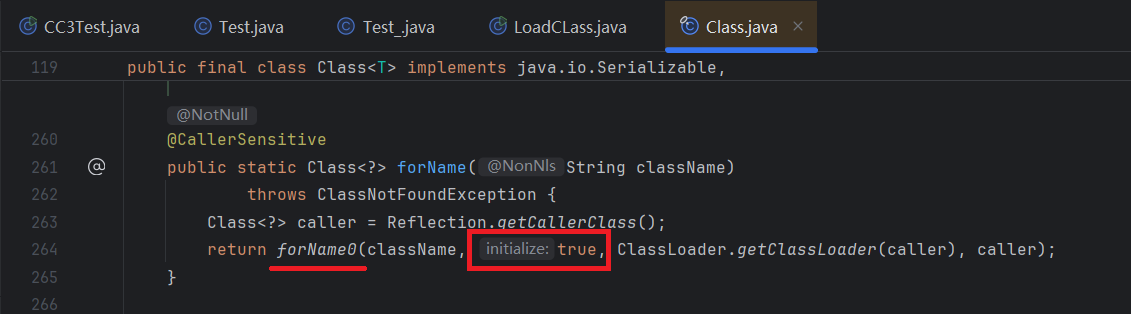 CC3Test.java Test.java Test_.java LoadCLass.java Class.java ×
119 public final class Class<T> implements java.io.Serializable,
@NotNull
260 @CallerSensitive
261 @ public static Class<?> forName( @NonNls String className)
262 throws ClassNotFoundException {
263 Class<?> caller = Reflection.getCallerClass();
264 return forName0(className, initialize: true, ClassLoader.getClassLoader(caller), caller);
265 }
266